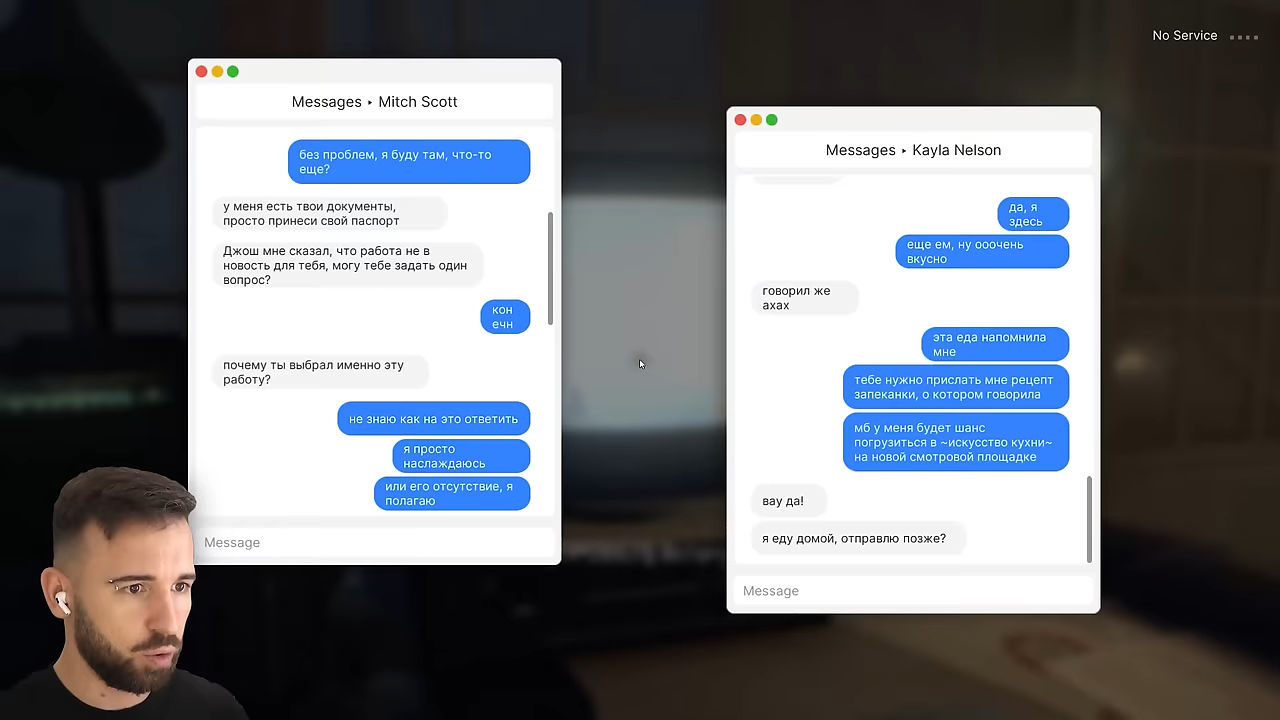 No Service
Messages ▸ Mitch Scott
без проблем, я буду там, что-то
еще?
у меня есть твои документы,
просто принеси свой паспорт
Джош мне сказал, что работа не в
новость для тебя, могу тебе задать один
вопрос?
кон
ечн
почему ты выбрал именно эту
работу?
не знаю как на это ответить
я просто
наслаждаюсь
или его отсутствие, я
полагаю
Message
Messages ▸ Kayla Nelson
да, я
здесь
еще ем, ну ооочень
вкусно
говорил же
ахах
эта еда напомнила
мне
тебе нужно прислать мне рецепт
запеканки, о котором говорила
мб у меня будет шанс
погрузиться в ~искусство кухни~
на новой смотровой площадке
вау да!
я еду домой, отправлю позже?
Message